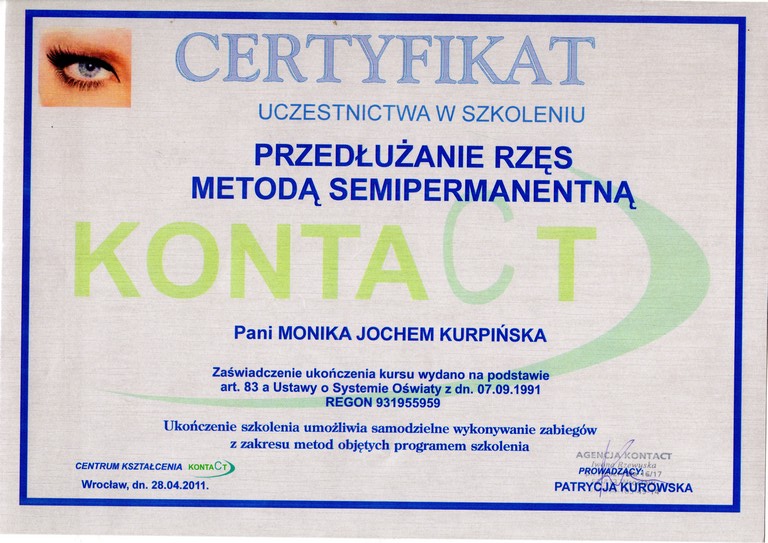 CERTYFIKAT
UCZESTNICTWA W SZKOLENIU
PRZEDŁUŻANIE RZĘS
METODĄ SEMIPERMANENTNĄ
KONTACT
Pani MONIKA JOCHEM KURPIŃSKA
Zaświadczenie ukończenia kursu wydano na podstawie
art. 83 a Ustawy o Systemie Oświaty z dn. 07.09.1991
REGON 931955959
Ukończenie szkolenia umożliwia samodzielne wykonywanie zabiegów
z zakresu metod objętych programem szkolenia
CENTRUM KSZTAŁCENIA KONTACT
Wrocław, dn. 28.04.2011.
AGENCJA KONTACT
PROWADZĄCY:
PATRYCJA KUROWSKA